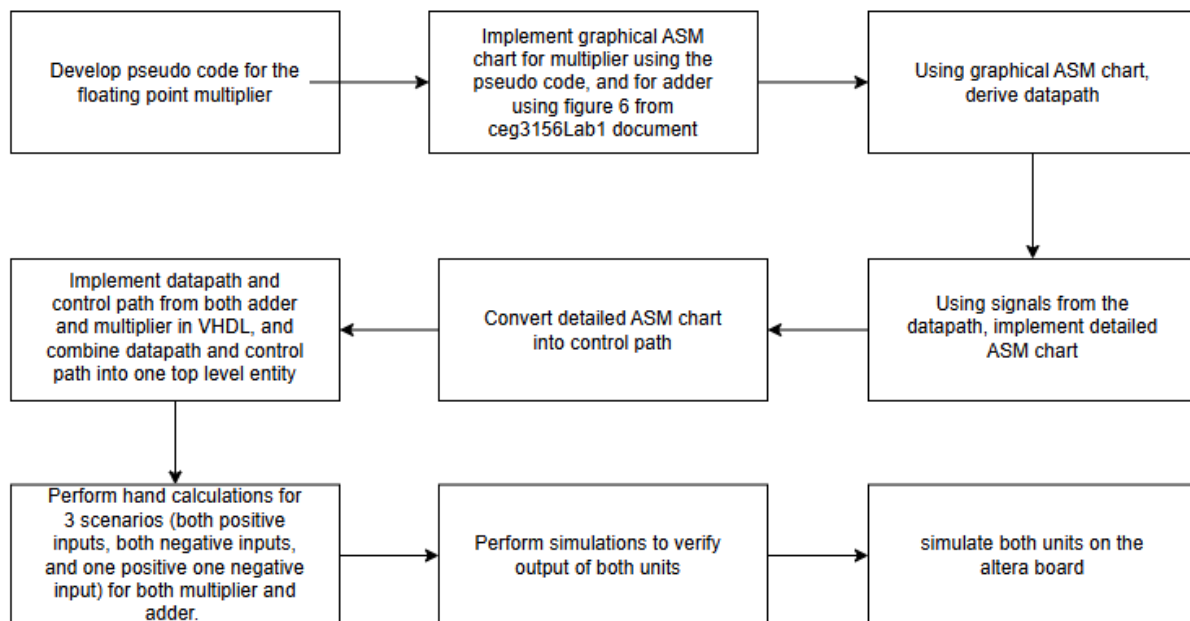 Develop pseudo code for the
floating point multiplier
Implement graphical ASM
chart for multiplier using the
pseudo code, and for adder
using figure 6 from
ceg3156Lab1 document
Using graphical ASM chart,
derive datapath
Implement datapath and
control path from both adder
and multiplier in VHDL, and
combine datapath and control
path into one top level entity
Convert detailed ASM chart
into control path
Using signals from the
datapath, implement detailed
ASM chart
Perform hand calculations for
3 scenarios (both positive
inputs, both negative inputs,
and one positive one negative
input) for both multiplier and
adder.
Perform simulations to verify
output of both units
simulate both units on the
altera board